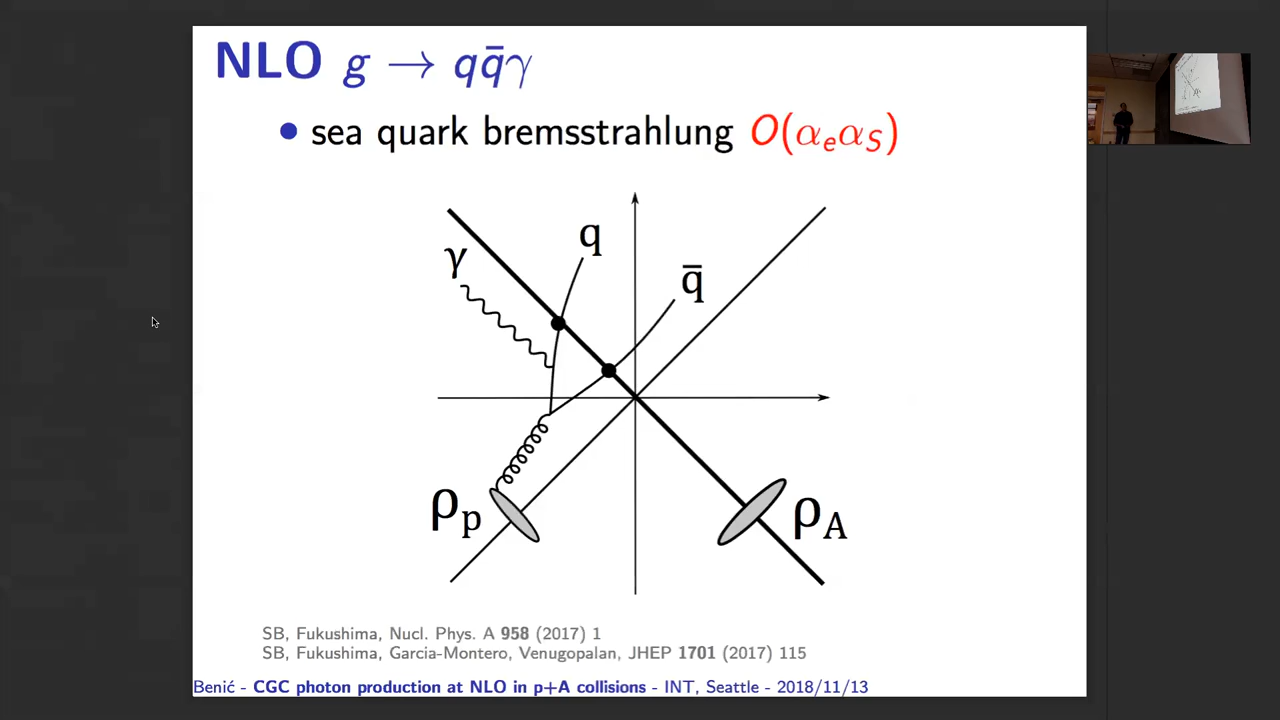 NLO g → qq̄γ
• sea quark bremsstrahlung O(αₑα_S)
γ
q
q̄
ρp
ρA
SB, Fukushima, Nucl. Phys. A 958 (2017) 1
SB, Fukushima, Garcia-Montero, Venugopalan, JHEP 1701 (2017) 115
Benić - CGC photon production at NLO in p+A collisions - INT, Seattle - 2018/11/13